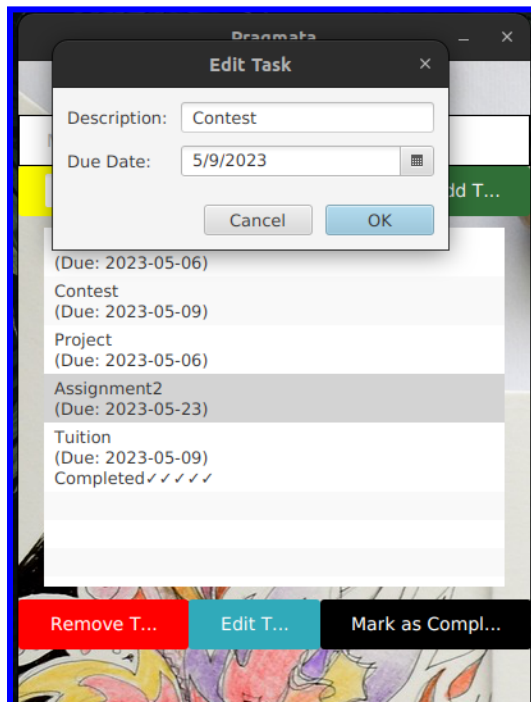 Pragmata
Edit Task
Description:
Contest
Due Date:
5/9/2023
Cancel
OK
dd T...
(Due: 2023-05-06)
Contest
(Due: 2023-05-09)
Project
(Due: 2023-05-06)
Assignment2
(Due: 2023-05-23)
Tuition
(Due: 2023-05-09)
Completed✓✓✓✓✓
Remove T...
Edit T...
Mark as Compl...